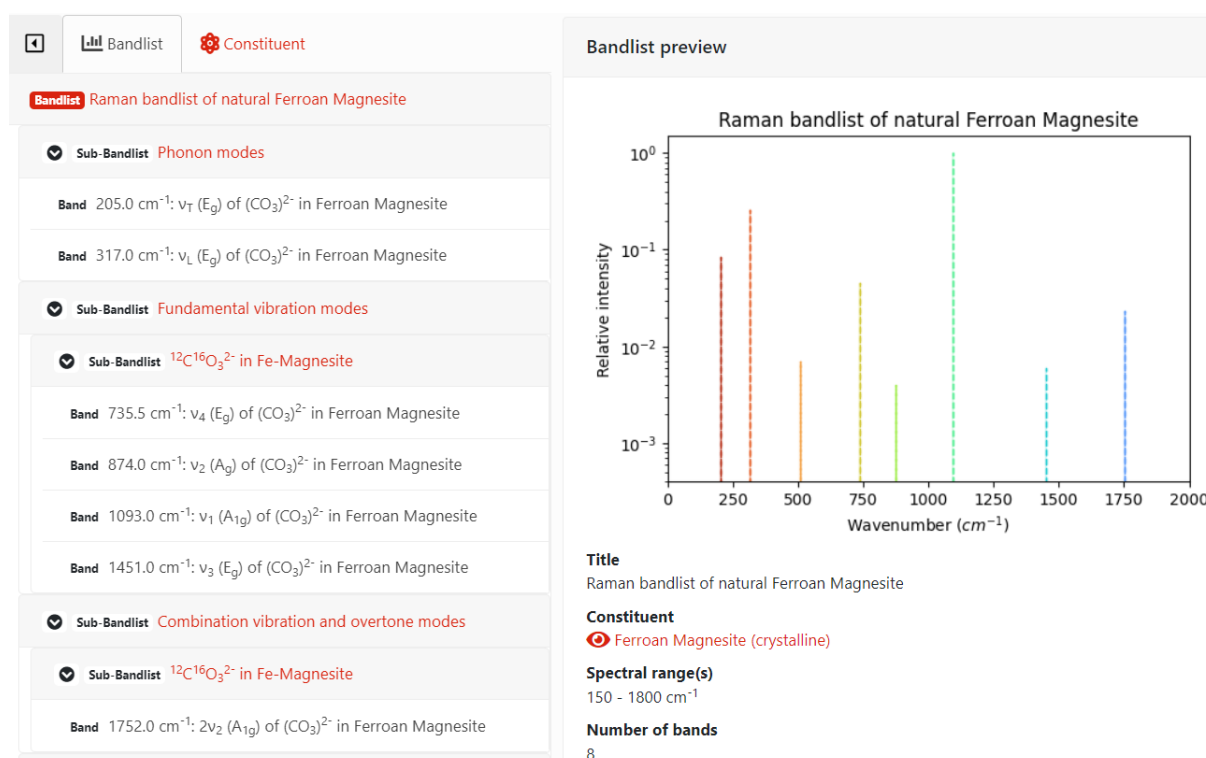 Bandlist
Constituent
Bandlist Raman bandlist of natural Ferroan Magnesite
Sub-Bandlist Phonon modes
Band 205.0 cm⁻¹: νT (Eg) of (CO₃)²⁻ in Ferroan Magnesite
Band 317.0 cm⁻¹: νL (Eg) of (CO₃)²⁻ in Ferroan Magnesite
Sub-Bandlist Fundamental vibration modes
Sub-Bandlist ¹²C¹⁶O₃²⁻ in Fe-Magnesite
Band 735.5 cm⁻¹: ν₄ (Eg) of (CO₃)²⁻ in Ferroan Magnesite
Band 874.0 cm⁻¹: ν₂ (Ag) of (CO₃)²⁻ in Ferroan Magnesite
Band 1093.0 cm⁻¹: ν₁ (A₁g) of (CO₃)²⁻ in Ferroan Magnesite
Band 1451.0 cm⁻¹: ν₃ (Eg) of (CO₃)²⁻ in Ferroan Magnesite
Sub-Bandlist Combination vibration and overtone modes
Sub-Bandlist ¹²C¹⁶O₃²⁻ in Fe-Magnesite
Band 1752.0 cm⁻¹: 2ν₂ (A₁g) of (CO₃)²⁻ in Ferroan Magnesite
Bandlist preview
Raman bandlist of natural Ferroan Magnesite
Relative intensity
10⁰
10⁻¹
10⁻²
10⁻³
0 250 500 750 1000 1250 1500 1750 2000
Wavenumber (cm⁻¹)
Title
Raman bandlist of natural Ferroan Magnesite
Constituent
Ferroan Magnesite (crystalline)
Spectral range(s)
150 - 1800 cm⁻¹
Number of bands
8